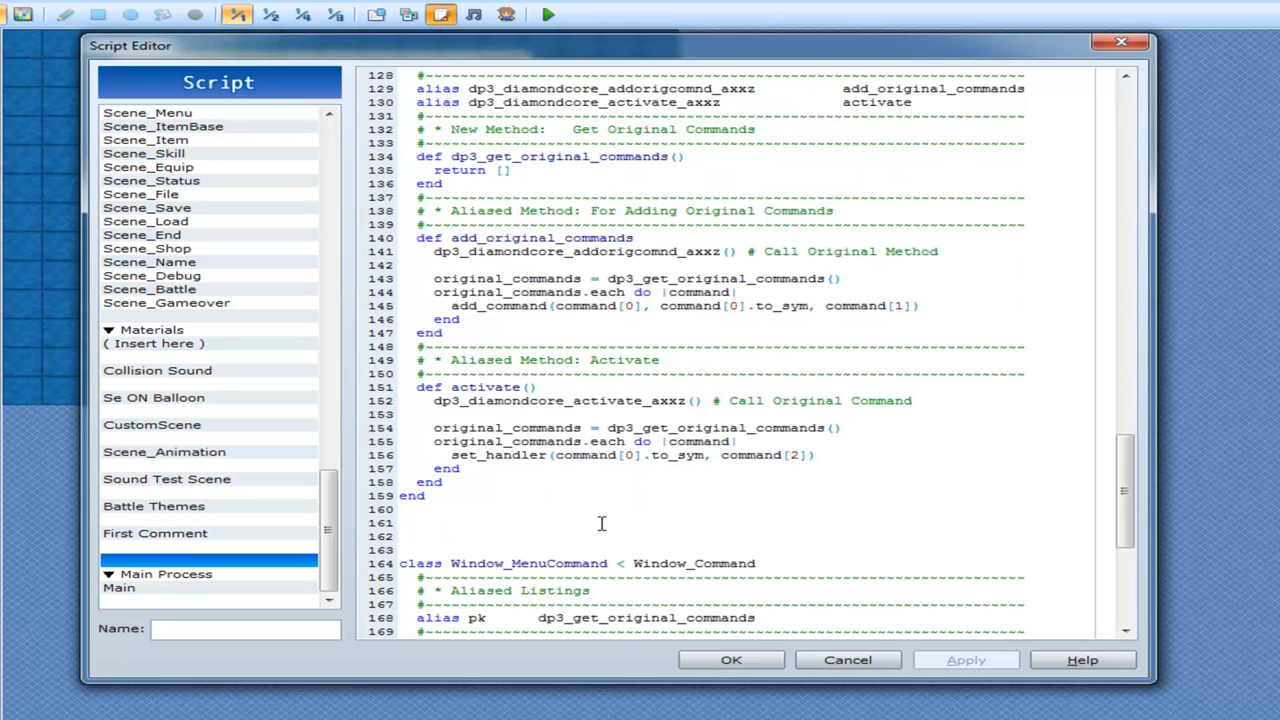 Script Editor
Script
Scene_Menu
Scene_ItemBase
Scene_Item
Scene_Skill
Scene_Equip
Scene_Status
Scene_File
Scene_Save
Scene_Load
Scene_End
Scene_Shop
Scene_Name
Scene_Debug
Scene_Battle
Scene_Gameover
▼ Materials
( Insert here )
Collision Sound
Se ON Balloon
CustomScene
Scene_Animation
Sound Test Scene
Battle Themes
First Comment
▼ Main Process
Main
Name:
128 #------------------------------------------------------------------------
129 alias dp3_diamondcore_addorigcomnd_axxz add_original_commands
130 alias dp3_diamondcore_activate_axxz activate
131 #------------------------------------------------------------------------
132 # * New Method: Get Original Commands
133 #------------------------------------------------------------------------
134 def dp3_get_original_commands()
135 return []
136 end
137 #------------------------------------------------------------------------
138 # * Aliased Method: For Adding Original Commands
139 #------------------------------------------------------------------------
140 def add_original_commands
141 dp3_diamondcore_addorigcomnd_axxz() # Call Original Method
142
143 original_commands = dp3_get_original_commands()
144 original_commands.each do |command|
145 add_command(command[0], command[0].to_sym, command[1])
146 end
147 end
148 #------------------------------------------------------------------------
149 # * Aliased Method: Activate
150 #------------------------------------------------------------------------
151 def activate()
152 dp3_diamondcore_activate_axxz() # Call Original Command
153
154 original_commands = dp3_get_original_commands()
155 original_commands.each do |command|
156 set_handler(command[0].to_sym, command[2])
157 end
158 end
159 end
160
161
162
163
164 class Window_MenuCommand < Window_Command
165 #------------------------------------------------------------------------
166 # * Aliased Listings
167 #------------------------------------------------------------------------
168 alias pk dp3_get_original_commands
169 #------------------------------------------------------------------------
OK
Cancel
Apply
Help